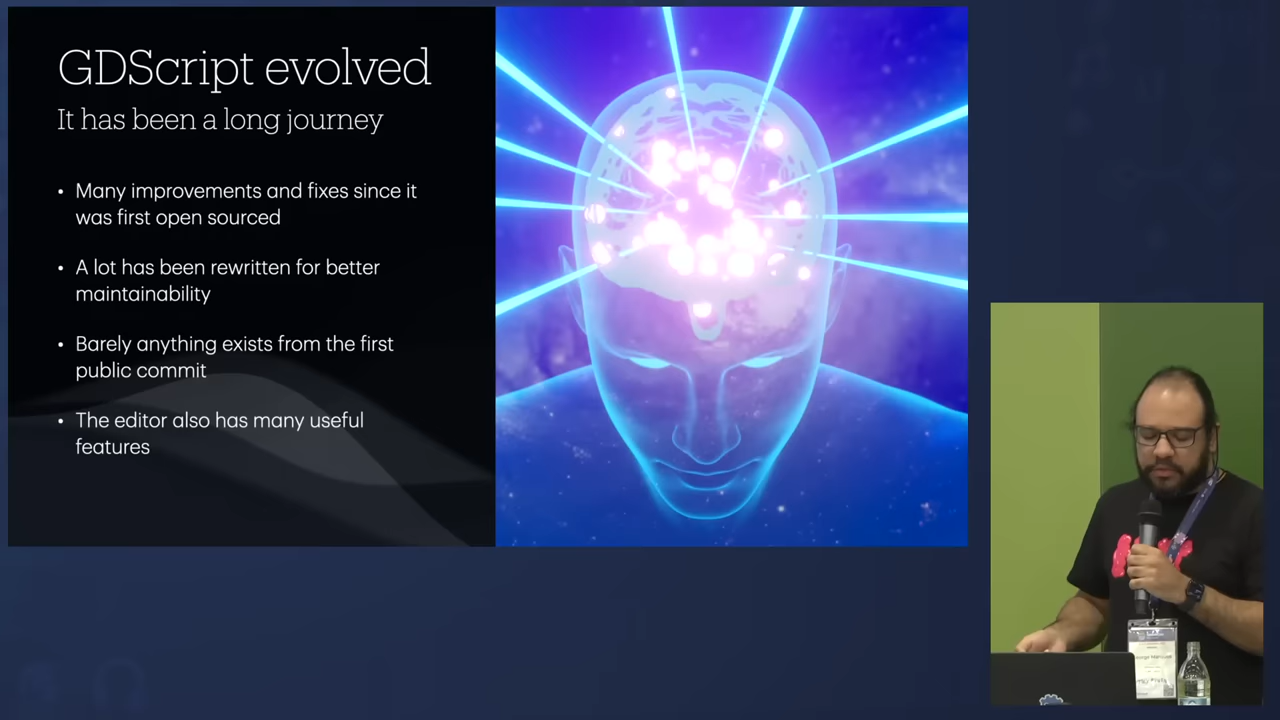 GDScript evolved
It has been a long journey
• Many improvements and fixes since it
was first open sourced
• A lot has been rewritten for better
maintainability
• Barely anything exists from the first
public commit
• The editor also has many useful
features